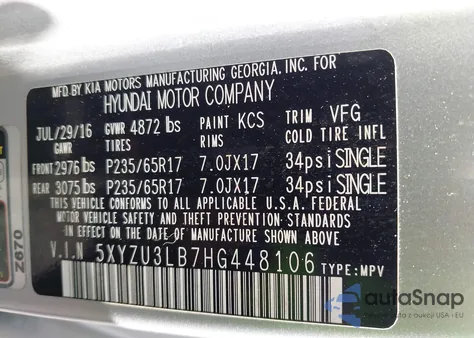 MFD.BY KIA MOTORS MANUFACTURING GEORGIA, INC. FOR
HYUNDAI MOTOR COMPANY
JUL/29/16 GVWR 4872 lbs PAINT KCS TRIM VFG
GAWR TIRES RIMS COLD TIRE INFL
FRONT 2976 lbs P235/65R17 7.0JX17 34psi SINGLE
REAR 3075 lbs P235/65R17 7.0JX17 34psi SINGLE
THIS VEHICLE CONFORMS TO ALL APPLICABLE U.S.A. FEDERAL
MOTOR VEHICLE SAFETY AND THEFT PREVENTION STANDARDS
IN EFFECT ON THE DATE OF MANUFACTURE SHOWN ABOVE.
V.I.N 5XYZU3LB7HG448106 TYPE:MPV
Z670
autoSnap
aukcji USA i EU